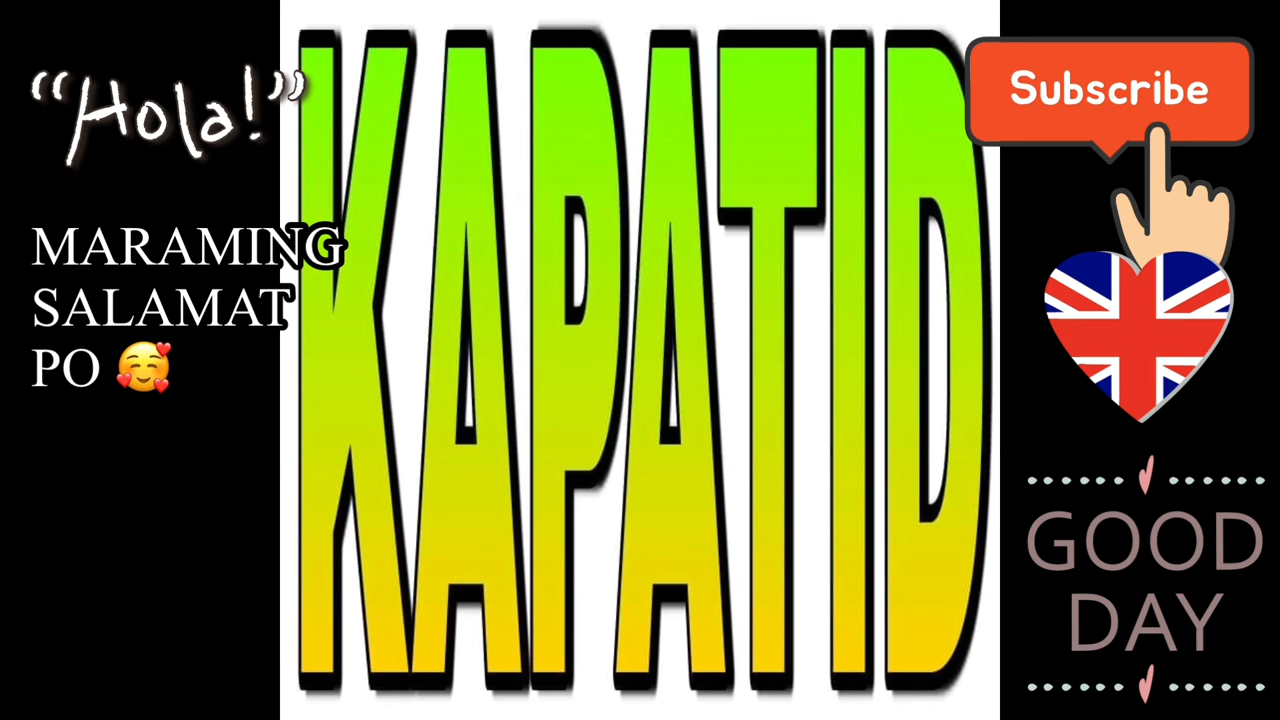 “Hola!”
MARAMING
SALAMAT
PO 🥰
KAPATID
Subscribe
GOOD
DAY